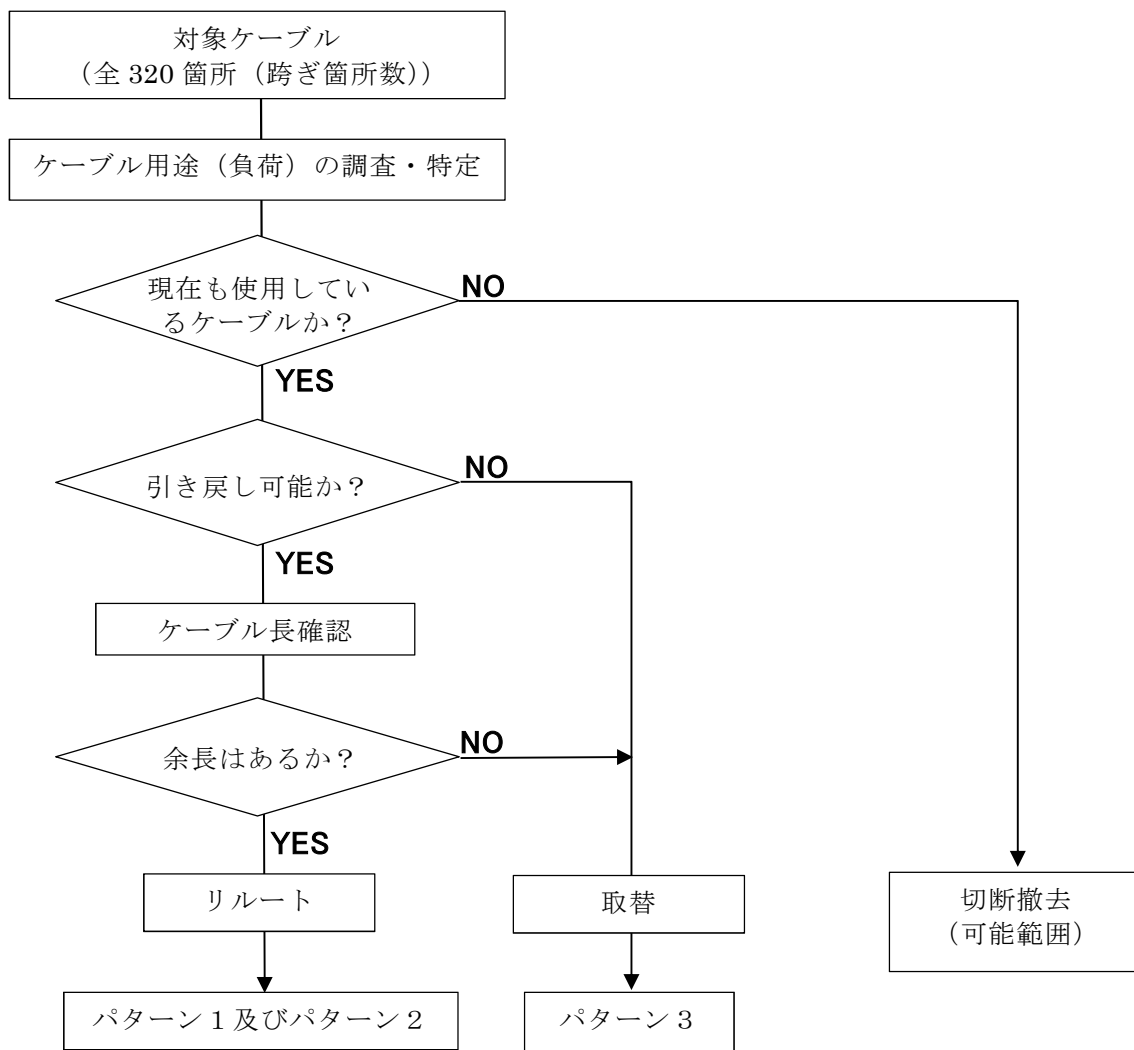 対象ケーブル
（全 320 箇所（跨ぎ箇所数））
ケーブル用途（負荷）の調査・特定
現在も使用してい
るケーブルか？
NO
YES
引き戻し可能か？
NO
YES
ケーブル長確認
余長はあるか？
NO
YES
リルート
取替
切断撤去
（可能範囲）
パターン１及びパターン２
パターン３